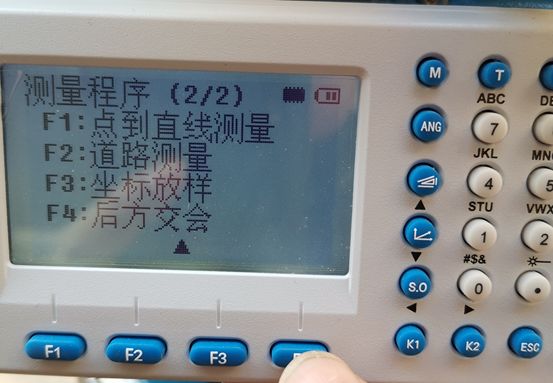 测量程序 (2/2)
F1:点到直线测量
F2:道路测量
F3:坐标放样
F4:后方交会
M
T
ABC
ANG
7
JKL
4
STU
VWX
1
2
S.O
#$&
0
F1
F2
F3
K1
K2
ESC